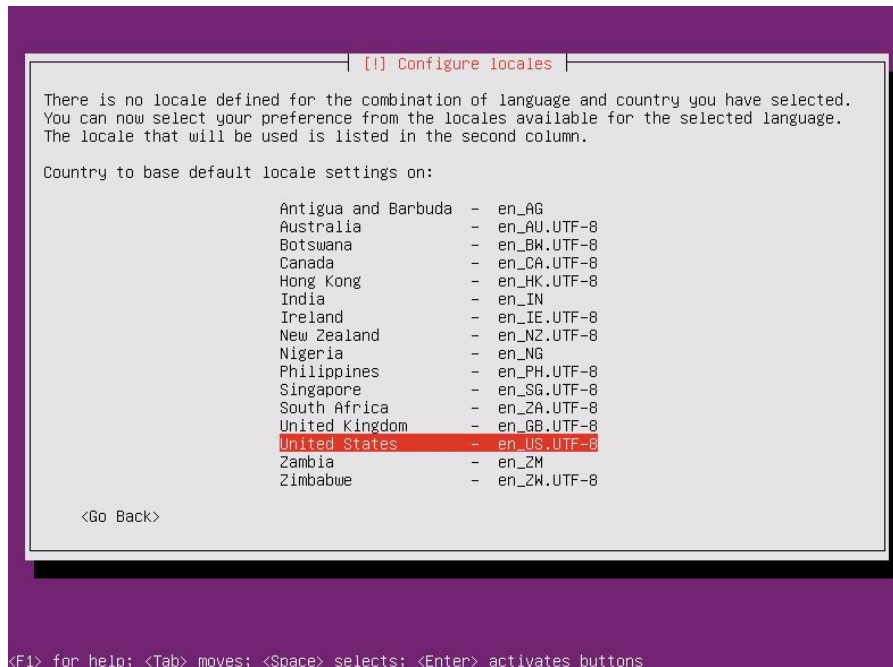 [!] Configure locales
There is no locale defined for the combination of language and country you have selected.
You can now select your preference from the locales available for the selected language.
The locale that will be used is listed in the second column.
Country to base default locale settings on:
Antigua and Barbuda - en_AG
Australia - en_AU.UTF-8
Botswana - en_BW.UTF-8
Canada - en_CA.UTF-8
Hong Kong - en_HK.UTF-8
India - en_IN
Ireland - en_IE.UTF-8
New Zealand - en_NZ.UTF-8
Nigeria - en_NG
Philippines - en_PH.UTF-8
Singapore - en_SG.UTF-8
South Africa - en_ZA.UTF-8
United Kingdom - en_GB.UTF-8
United States - en_US.UTF-8
Zambia - en_ZM
Zimbabwe - en_ZW.UTF-8
<Go Back>
<F1> for help; <Tab> moves; <Space> selects; <Enter> activates buttons